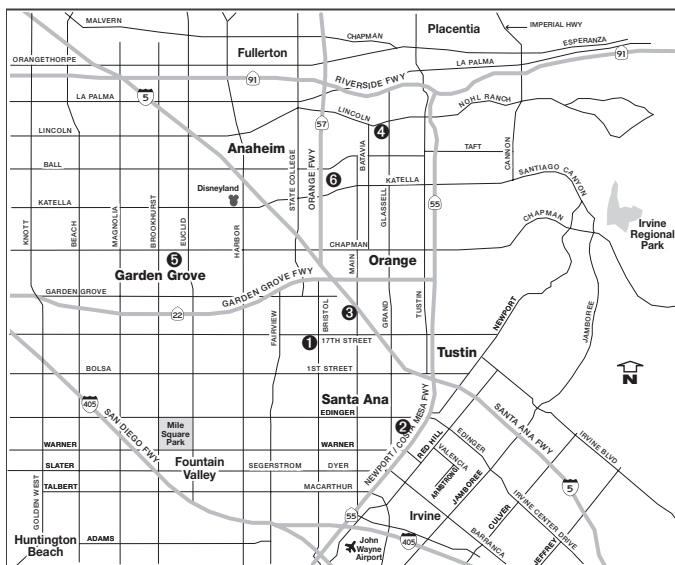 MALVERN
CHAPMAN
Placentia
IMPERIAL HWY
Fullerton
ESPERANZA
ORANGETHORPE
91
LA PALMA
91
RIVERSIDE FWY
LA PALMA
5
NOHL RANCH
LINCOLN
57
4
LINCOLN
Anaheim
BATAVIA
TAFT
CANNON
BALL
STATE COLLEGE
ORANGE FWY
6
KATELLA
SANTIAGO CANYON
Disneyland
GLASSELL
55
KATELLA
CHAPMAN
KNOTT
BEACH
MAGNOLIA
BROOKHURST
EUCLID
HARBOR
Irvine
Regional
Park
CHAPMAN
5
MAIN
Orange
Garden Grove
GARDEN GROVE FWY
GARDEN GROVE
22
FAIRVIEW
BRISTOL
3
GRAND
TUSTIN
NEWPORT
JAMBOREE
1
17TH STREET
Tustin
BOLSA
1ST STREET
N
Santa Ana
405
Mile
Square
Park
SAN DIEGO FWY
EDINGER
2
NEWPORT / COSTA MESA FWY
SANTA ANA FWY
WARNER
WARNER
RED HILL
EDINGER
IRVINE BLVD
Fountain
Valley
SLATER
SEGERSTROM
DYER
VALENCIA
ARMSTRONG
JAMBOREE
5
TALBERT
MACARTHUR
GOLDEN WEST
55
Irvine
CULVER
IRVINE CENTER DRIVE
BARRANCA
JEFFREY
Huntington
Beach
ADAMS
John
Wayne
Airport
405